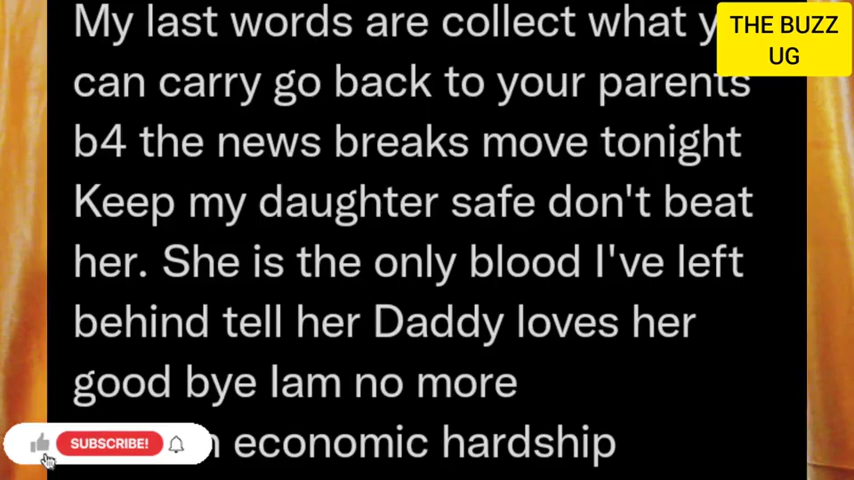 My last words are collect what
THE BUZZ
UG
can carry go back to your parents
b4 the news breaks move tonight
Keep my daughter safe don't beat
her. She is the only blood I've left
behind tell her Daddy loves her
good bye Iam no more
economic hardship
SUBSCRIBE!